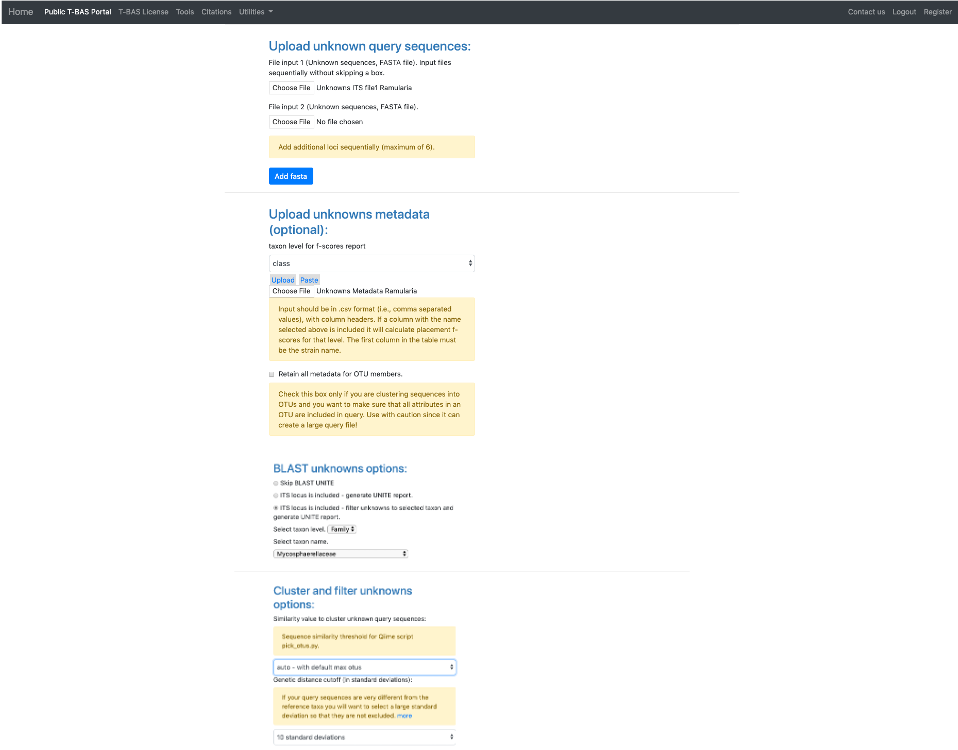 Home Public T-BAS Portal T-BAS License Tools Citations Utilities Contact us Logout Register
Upload unknown query sequences:
File input 1 (Unknown sequences, FASTA file). Input files
sequentially without skipping a box.
Choose File Unknowns ITS file1 Ramularia
File input 2 (Unknown sequences, FASTA file).
Choose File No file chosen
Add additional loci sequentially (maximum of 6).
Add fasta
Upload unknowns metadata
(optional):
taxon level for f-scores report
class
Upload Paste
Choose File Unknowns Metadata Ramularia
Input should be in .csv format (i.e., comma separated
values), with column headers. If a column with the name
selected above is included it will calculate placement f-
scores for that level. The first column in the table must
be the strain name.
Retain all metadata for OTU members.
Check this box only if you are clustering sequences into
OTUs and you want to make sure that all attributes in an
OTU are included in query. Use with caution since it can
create a large query file!
BLAST unknowns options:
Skip BLAST UNITE
ITS locus is included - generate UNITE report.
ITS locus is included - filter unknowns to selected taxon and
generate UNITE report.
Select taxon level. Family
Select taxon name.
Mycosphaerellaceae
Cluster and filter unknowns
options:
Similarity value to cluster unknown query sequences:
Sequence similarity threshold for Qiime script
pick_otus.py.
auto - with default max otus
Genetic distance cutoff (in standard deviations):
If your query sequences are very different from the
reference taxa you will want to select a large standard
deviation so that they are not excluded. more
10 standard deviations